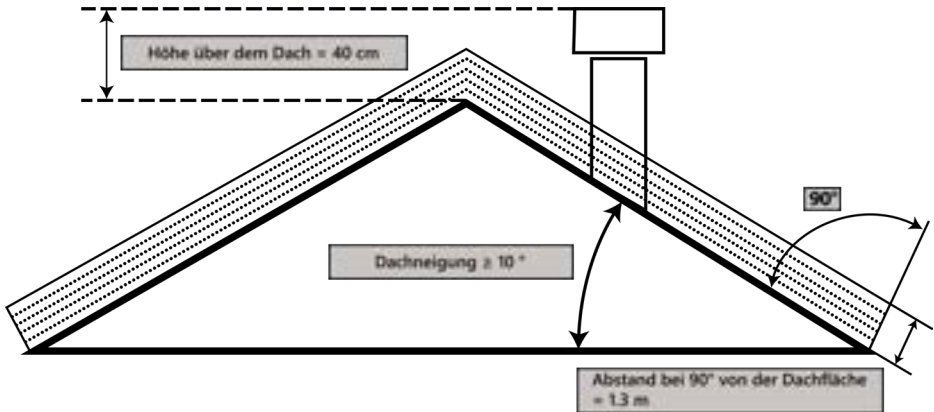 Höhe über dem Dach = 40 cm
90°
Dachneigung ≥ 10 °
Abstand bei 90° von der Dachfläche
= 1.3 m